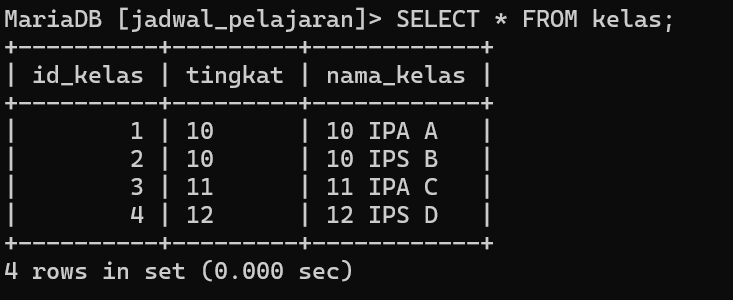 MariaDB [jadwal_pelajaran]> SELECT * FROM kelas;
+----------+---------+------------+
| id_kelas | tingkat | nama_kelas |
+----------+---------+------------+
|        1 | 10      | 10 IPA A   |
|        2 | 10      | 10 IPS B   |
|        3 | 11      | 11 IPA C   |
|        4 | 12      | 12 IPS D   |
+----------+---------+------------+
4 rows in set (0.000 sec)